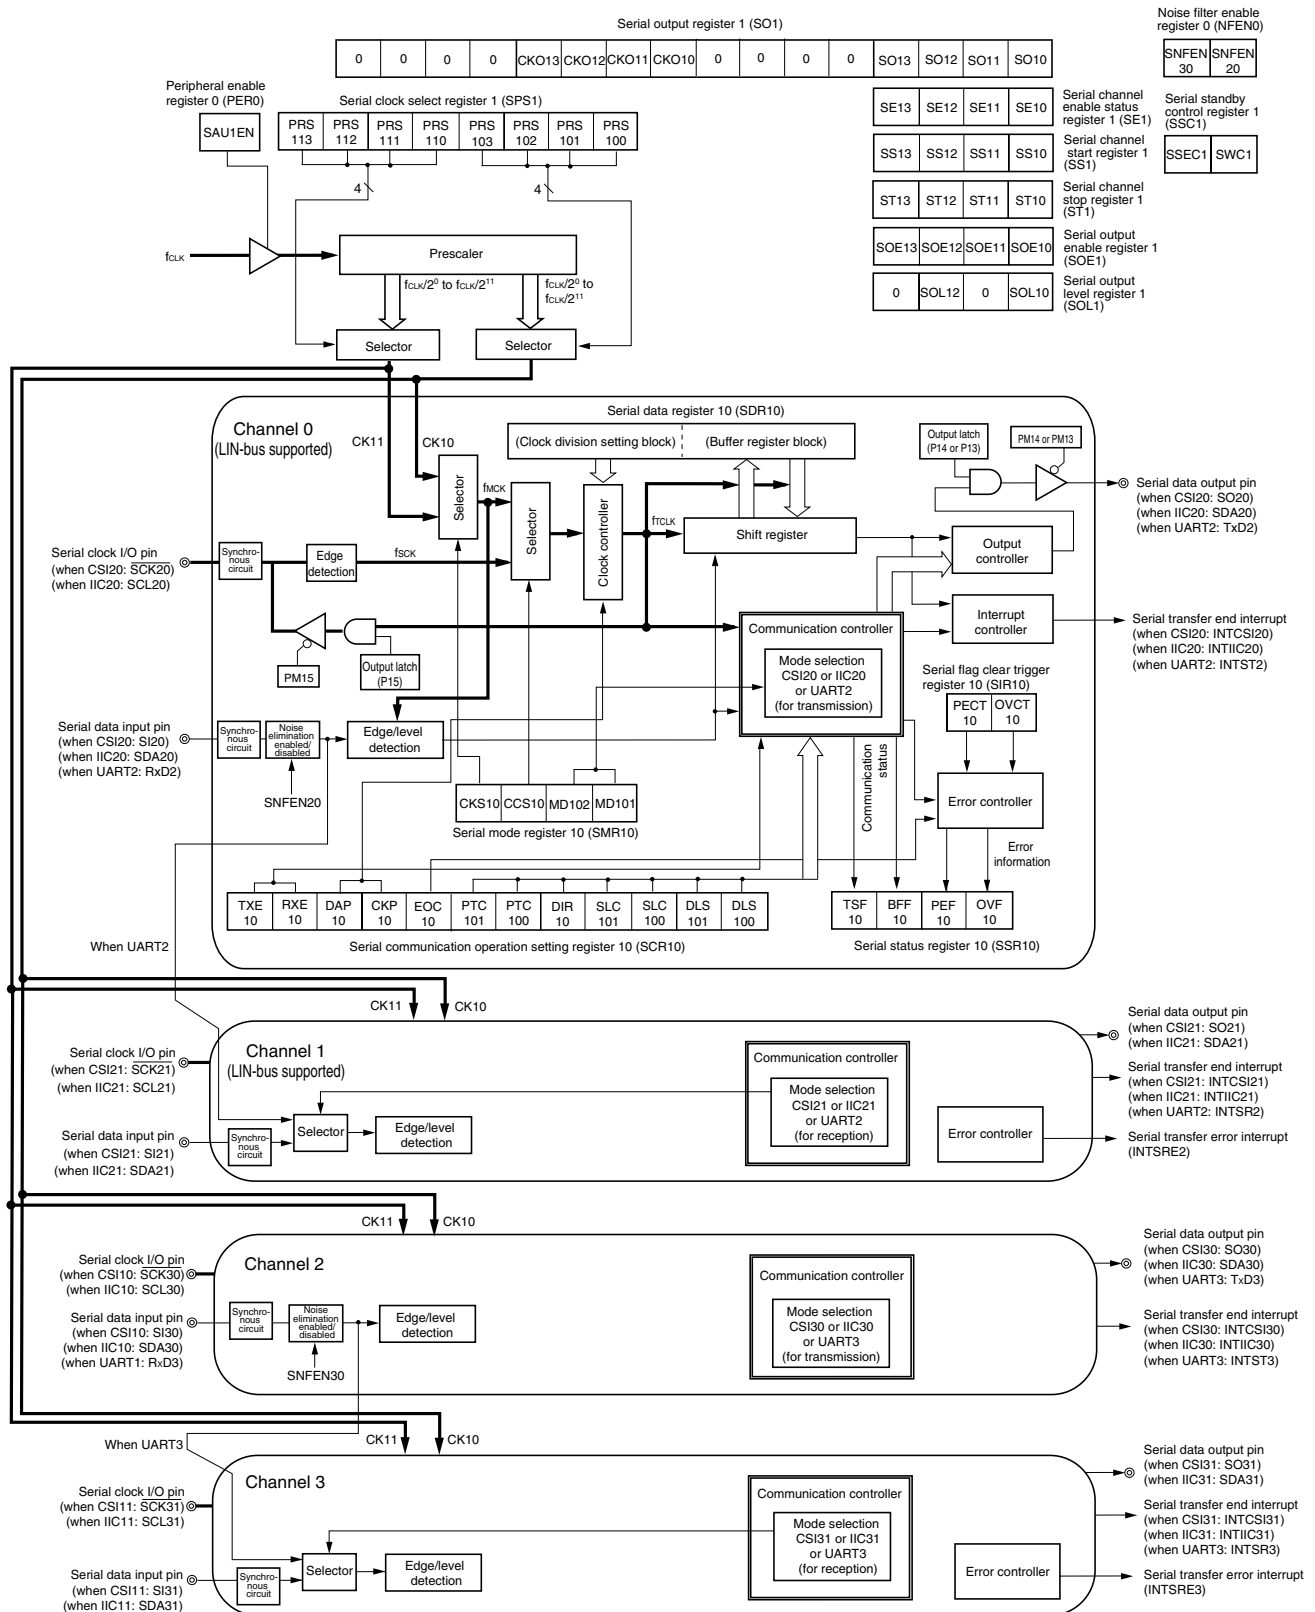 Serial output register 1 (SO1)
0 0 0 0 CKO13 CKO12 CKO11 CKO10 0 0 0 0 SO13 SO12 SO11 SO10
Noise filter enable
register 0 (NFEN0)
SNFEN
30
SNFEN
20
Peripheral enable
register 0 (PER0)
SAU1EN
Serial clock select register 1 (SPS1)
PRS
113
PRS
112
PRS
111
PRS
110
PRS
103
PRS
102
PRS
101
PRS
100
4
4
SE13 SE12 SE11 SE10
Serial channel
enable status
register 1 (SE1)
Serial standby
control register 1
(SSC1)
SSEC1 SWC1
SS13 SS12 SS11 SS10
Serial channel
start register 1
(SS1)
ST13 ST12 ST11 ST10
Serial channel
stop register 1
(ST1)
SOE13 SOE12 SOE11 SOE10
Serial output
enable register 1
(SOE1)
0 SOL12 0 SOL10
Serial output
level register 1
(SOL1)
fCLK
Prescaler
fCLK/2⁰ to fCLK/2¹¹
fCLK/2⁰ to
fCLK/2¹¹
Selector
Selector
Channel 0
(LIN-bus supported)
CK11
CK10
Serial data register 10 (SDR10)
(Clock division setting block)
(Buffer register block)
Output latch
(P14 or P13)
PM14 or PM13
Selector
fMCK
Selector
Clock controller
fTCLK
Shift register
Output
controller
Serial data output pin
(when CSI20: SO20)
(when IIC20: SDA20)
(when UART2: TxD2)
Serial clock I/O pin
(when CSI20: SCK20)
(when IIC20: SCL20)
Synchro-
nous
circuit
Edge
detection
fSCK
PM15
Output latch
(P15)
Communication controller
Mode selection
CSI20 or IIC20
or UART2
(for transmission)
Interrupt
controller
Serial transfer end interrupt
(when CSI20: INTCSI20)
(when IIC20: INTIIC20)
(when UART2: INTST2)
Serial flag clear trigger
register 10 (SIR10)
PECT
10
OVCT
10
Serial data input pin
(when CSI20: SI20)
(when IIC20: SDA20)
(when UART2: RxD2)
Synchro-
nous
circuit
Noise
elimination
enabled/
disabled
SNFEN20
Edge/level
detection
CKS10 CCS10 MD102 MD101
Serial mode register 10 (SMR10)
Communication
status
Error controller
Error
information
TXE
10
RXE
10
DAP
10
CKP
10
EOC
10
PTC
101
PTC
100
DIR
10
SLC
101
SLC
100
DLS
101
DLS
100
Serial communication operation setting register 10 (SCR10)
TSF
10
BFF
10
PEF
10
OVF
10
Serial status register 10 (SSR10)
When UART2
CK11
CK10
Channel 1
(LIN-bus supported)
Serial clock I/O pin
(when CSI21: SCK21)
(when IIC21: SCL21)
Serial data input pin
(when CSI21: SI21)
(when IIC21: SDA21)
Synchro-
nous
circuit
Selector
Edge/level
detection
Communication controller
Mode selection
CSI21 or IIC21
or UART2
(for reception)
Error controller
Serial data output pin
(when CSI21: SO21)
(when IIC21: SDA21)
Serial transfer end interrupt
(when CSI21: INTCSI21)
(when IIC21: INTIIC21)
(when UART2: INTSR2)
Serial transfer error interrupt
(INTSRE2)
CK11
CK10
Channel 2
Serial clock I/O pin
(when CSI10: SCK30)
(when IIC10: SCL30)
Serial data input pin
(when CSI10: SI30)
(when IIC10: SDA30)
(when UART1: RxD3)
Synchro-
nous
circuit
Noise
elimination
enabled/
disabled
SNFEN30
Edge/level
detection
Communication controller
Mode selection
CSI30 or IIC30
or UART3
(for transmission)
Serial data output pin
(when CSI30: SO30)
(when IIC30: SDA30)
(when UART3: TxD3)
Serial transfer end interrupt
(when CSI30: INTCSI30)
(when IIC30: INTIIC30)
(when UART3: INTST3)
When UART3
CK11
CK10
Channel 3
Serial clock I/O pin
(when CSI11: SCK31)
(when IIC11: SCL31)
Serial data input pin
(when CSI11: SI31)
(when IIC11: SDA31)
Synchro-
nous
circuit
Selector
Edge/level
detection
Communication controller
Mode selection
CSI31 or IIC31
or UART3
(for reception)
Error controller
Serial data output pin
(when CSI31: SO31)
(when IIC31: SDA31)
Serial transfer end interrupt
(when CSI31: INTCSI31)
(when IIC31: INTIIC31)
(when UART3: INTSR3)
Serial transfer error interrupt
(INTSRE3)